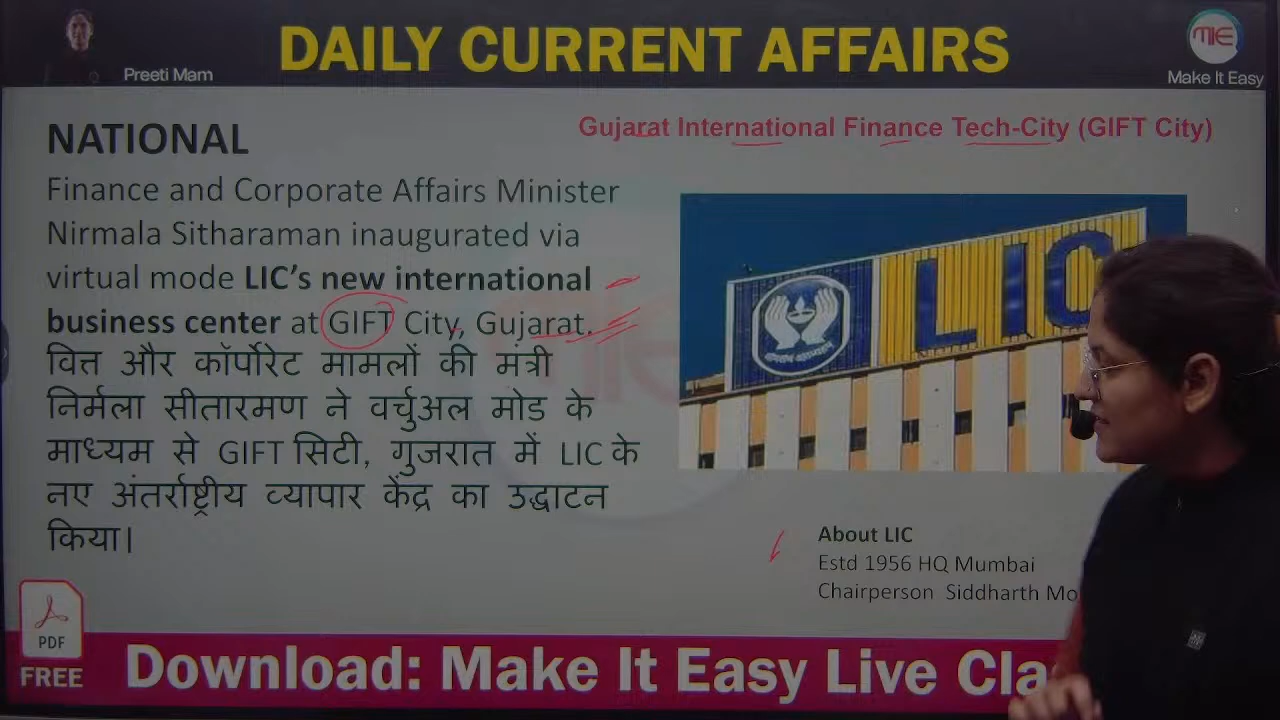 DAILY CURRENT AFFAIRS
Preeti Mam
MIE
Make It Easy
NATIONAL
Gujarat International Finance Tech-City (GIFT City)
Finance and Corporate Affairs Minister
Nirmala Sitharaman inaugurated via
virtual mode LIC's new international
business center at GIFT City, Gujarat.
वित्त और कॉर्पोरेट मामलों की मंत्री
निर्मला सीतारमण ने वर्चुअल मोड के
माध्यम से GIFT सिटी, गुजरात में LIC के
नए अंतर्राष्ट्रीय व्यापार केंद्र का उद्घाटन
किया।
LIC
About LIC
Estd 1956 HQ Mumbai
Chairperson Siddharth
PDF
FREE
Download: Make It Easy Live